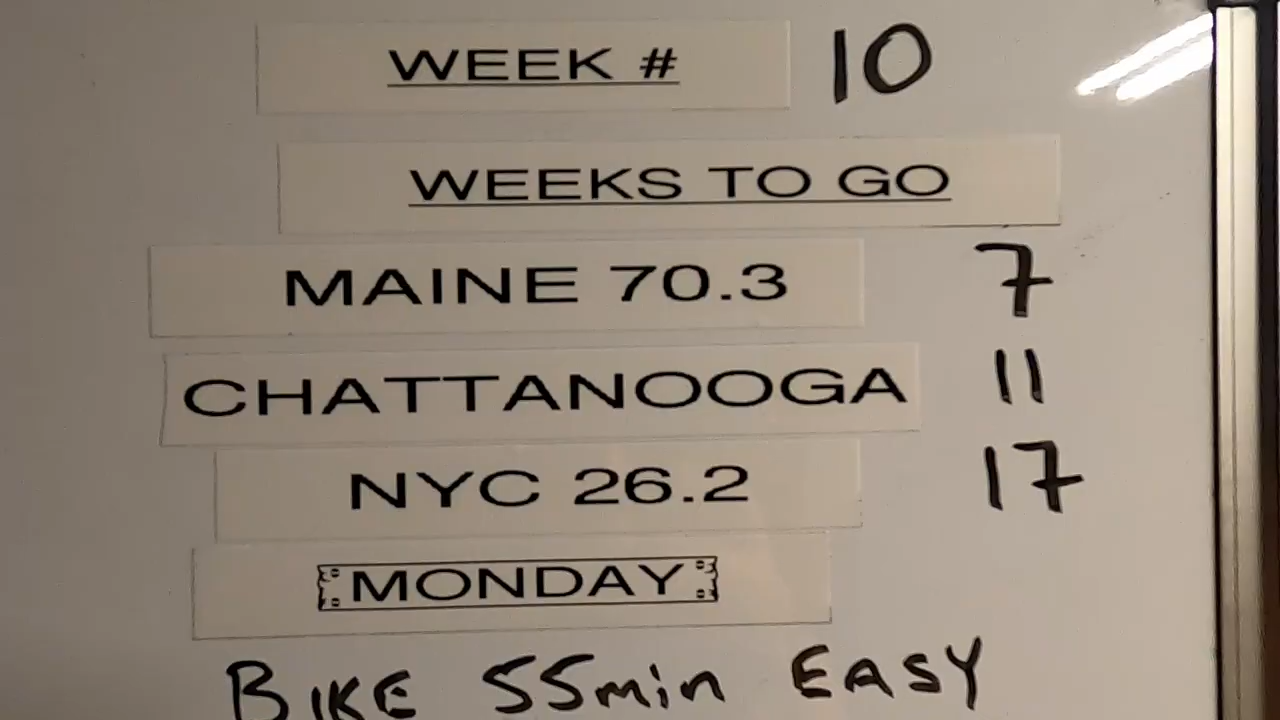 WEEK # 10
WEEKS TO GO
MAINE 70.3 7
CHATTANOOGA 11
NYC 26.2 17
MONDAY
BIKE 55min EASY